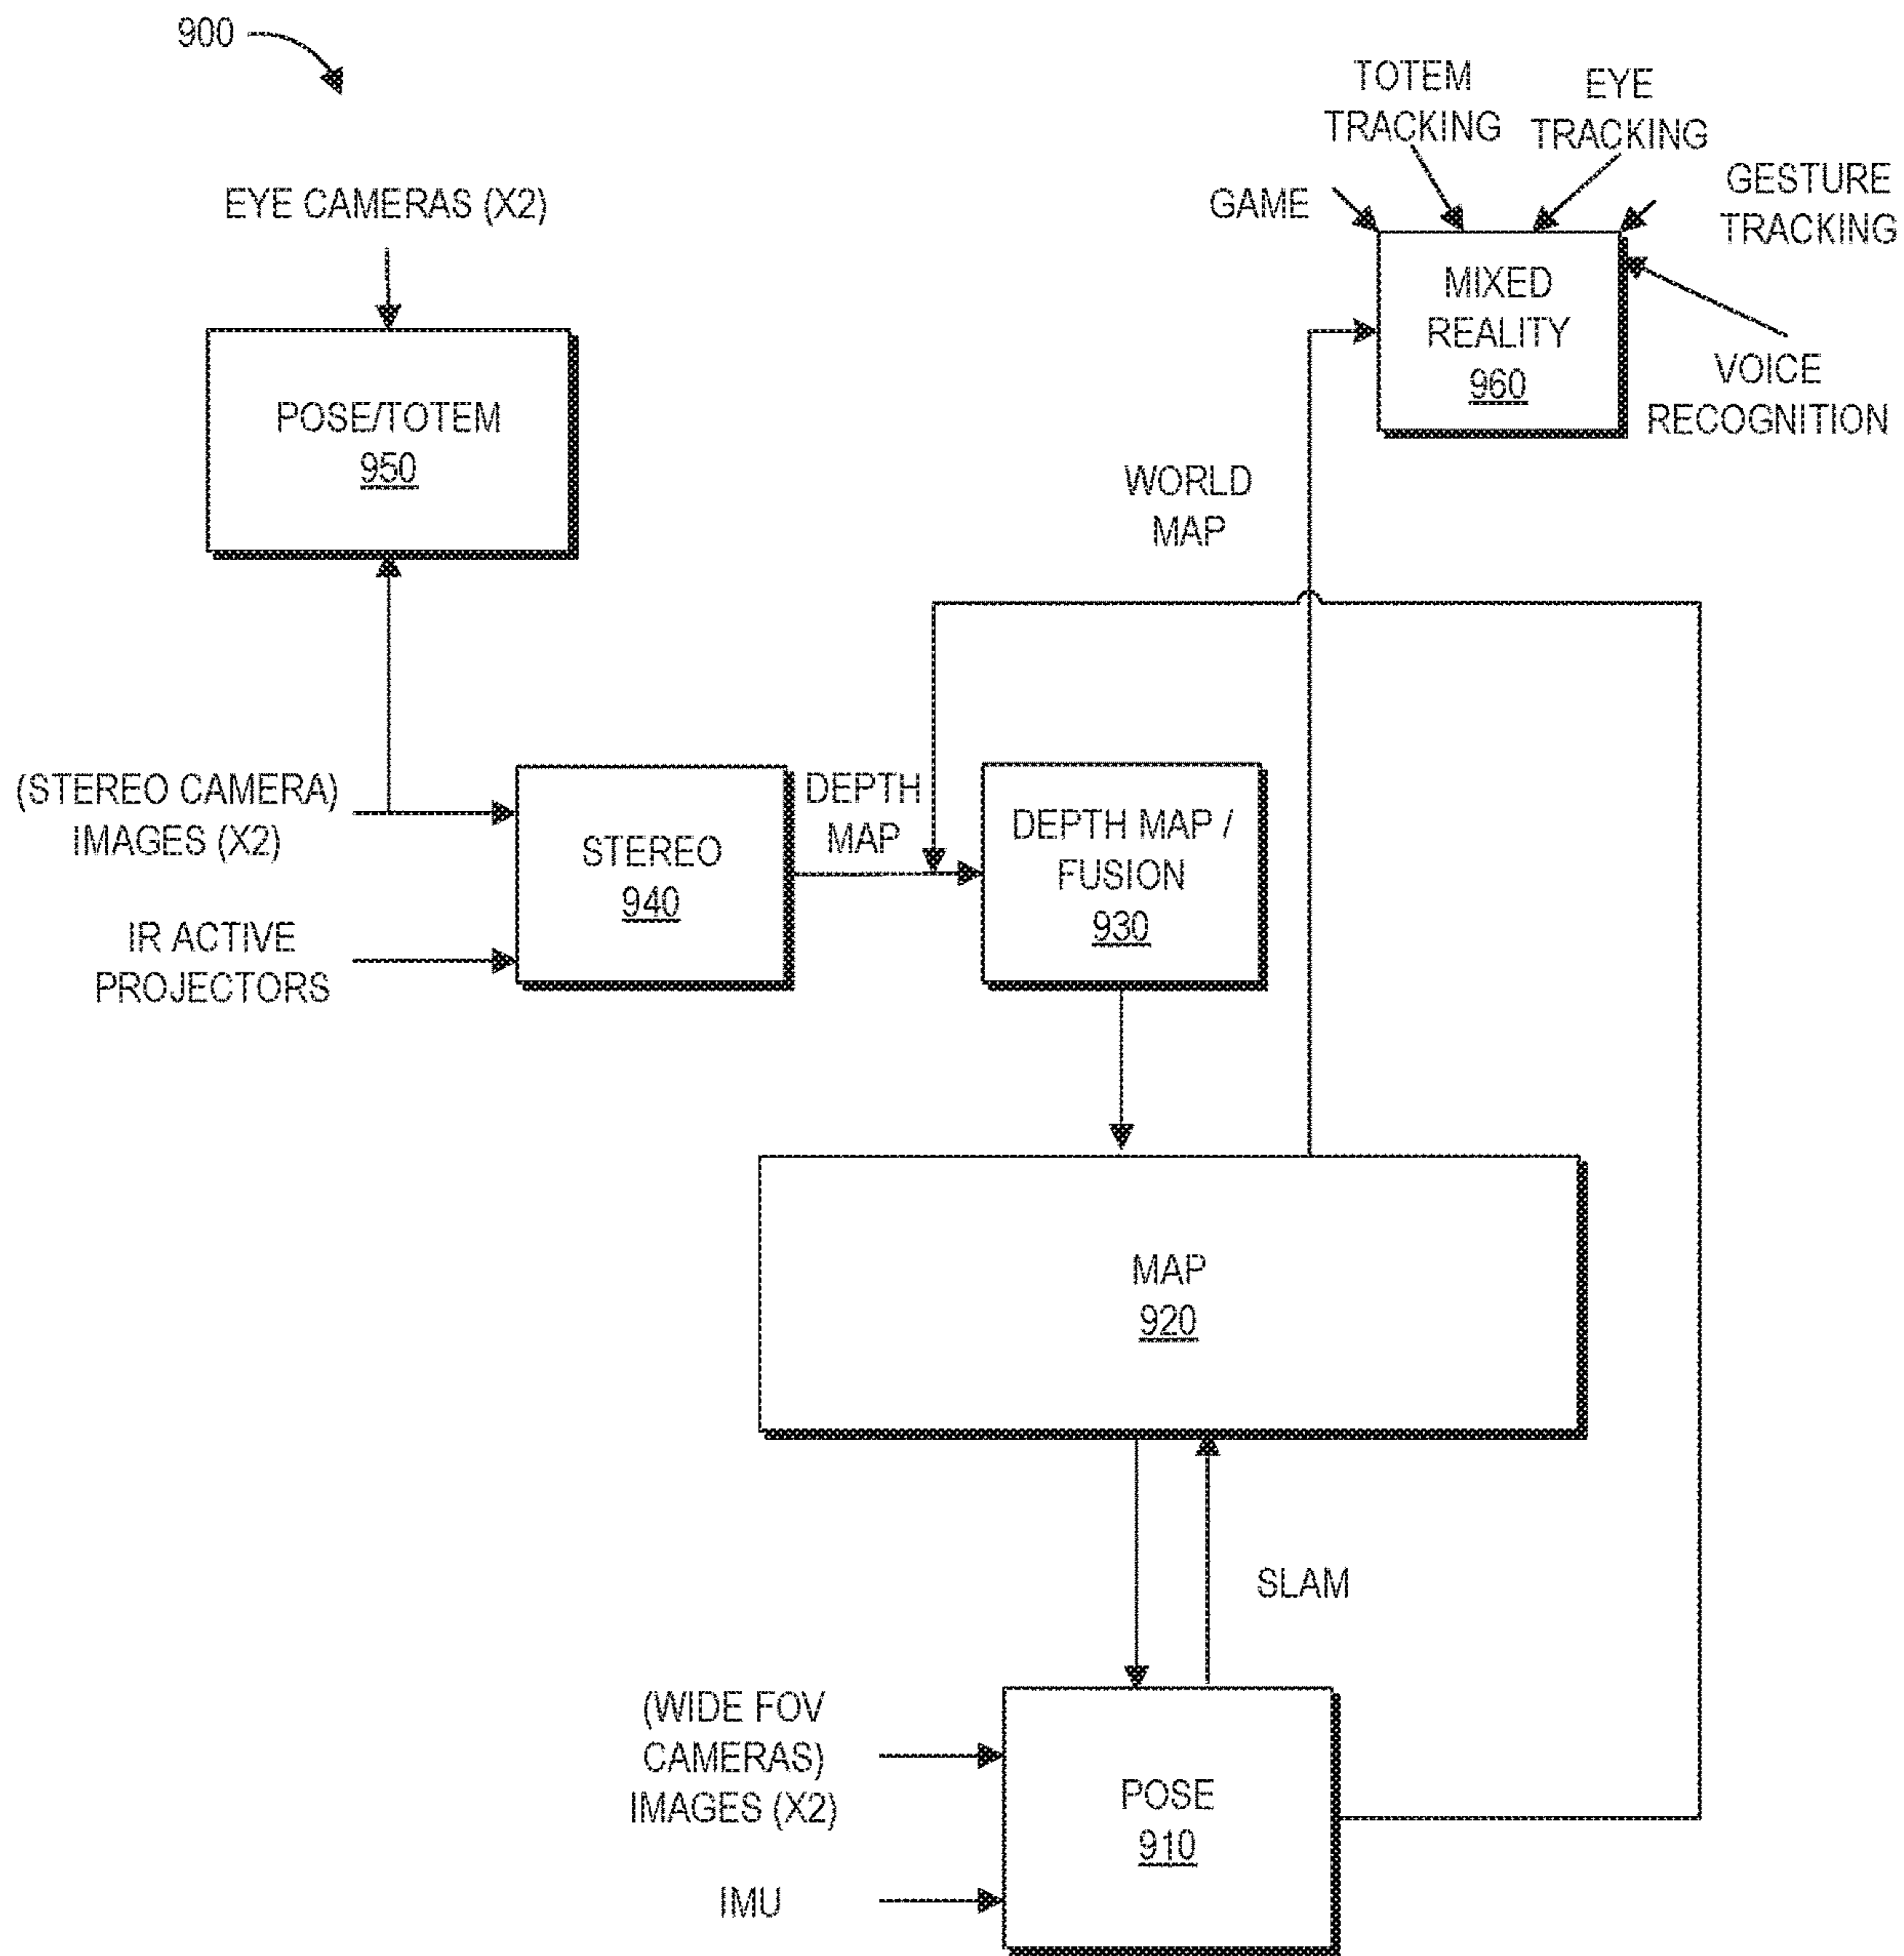 900
TOTEM
TRACKING
EYE
TRACKING
GAME
GESTURE
TRACKING
EYE CAMERAS (X2)
MIXED
REALITY
960
VOICE
RECOGNITION
POSE/TOTEM
950
WORLD
MAP
(STEREO CAMERA)
IMAGES (X2)
STEREO
940
DEPTH
MAP
DEPTH MAP /
FUSION
930
IR ACTIVE
PROJECTORS
MAP
920
SLAM
(WIDE FOV
CAMERAS)
IMAGES (X2)
POSE
910
IMU